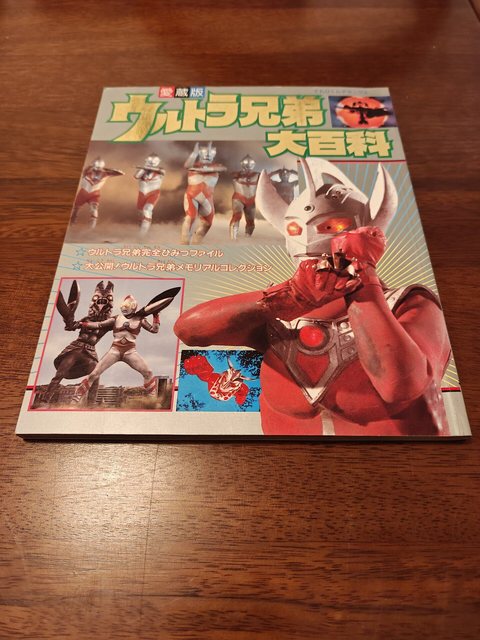 愛蔵版
ウルトラ兄弟
大百科
☆ウルトラ兄弟完全ひみつファイル
☆大公開!ウルトラ兄弟メモリアルコレクション